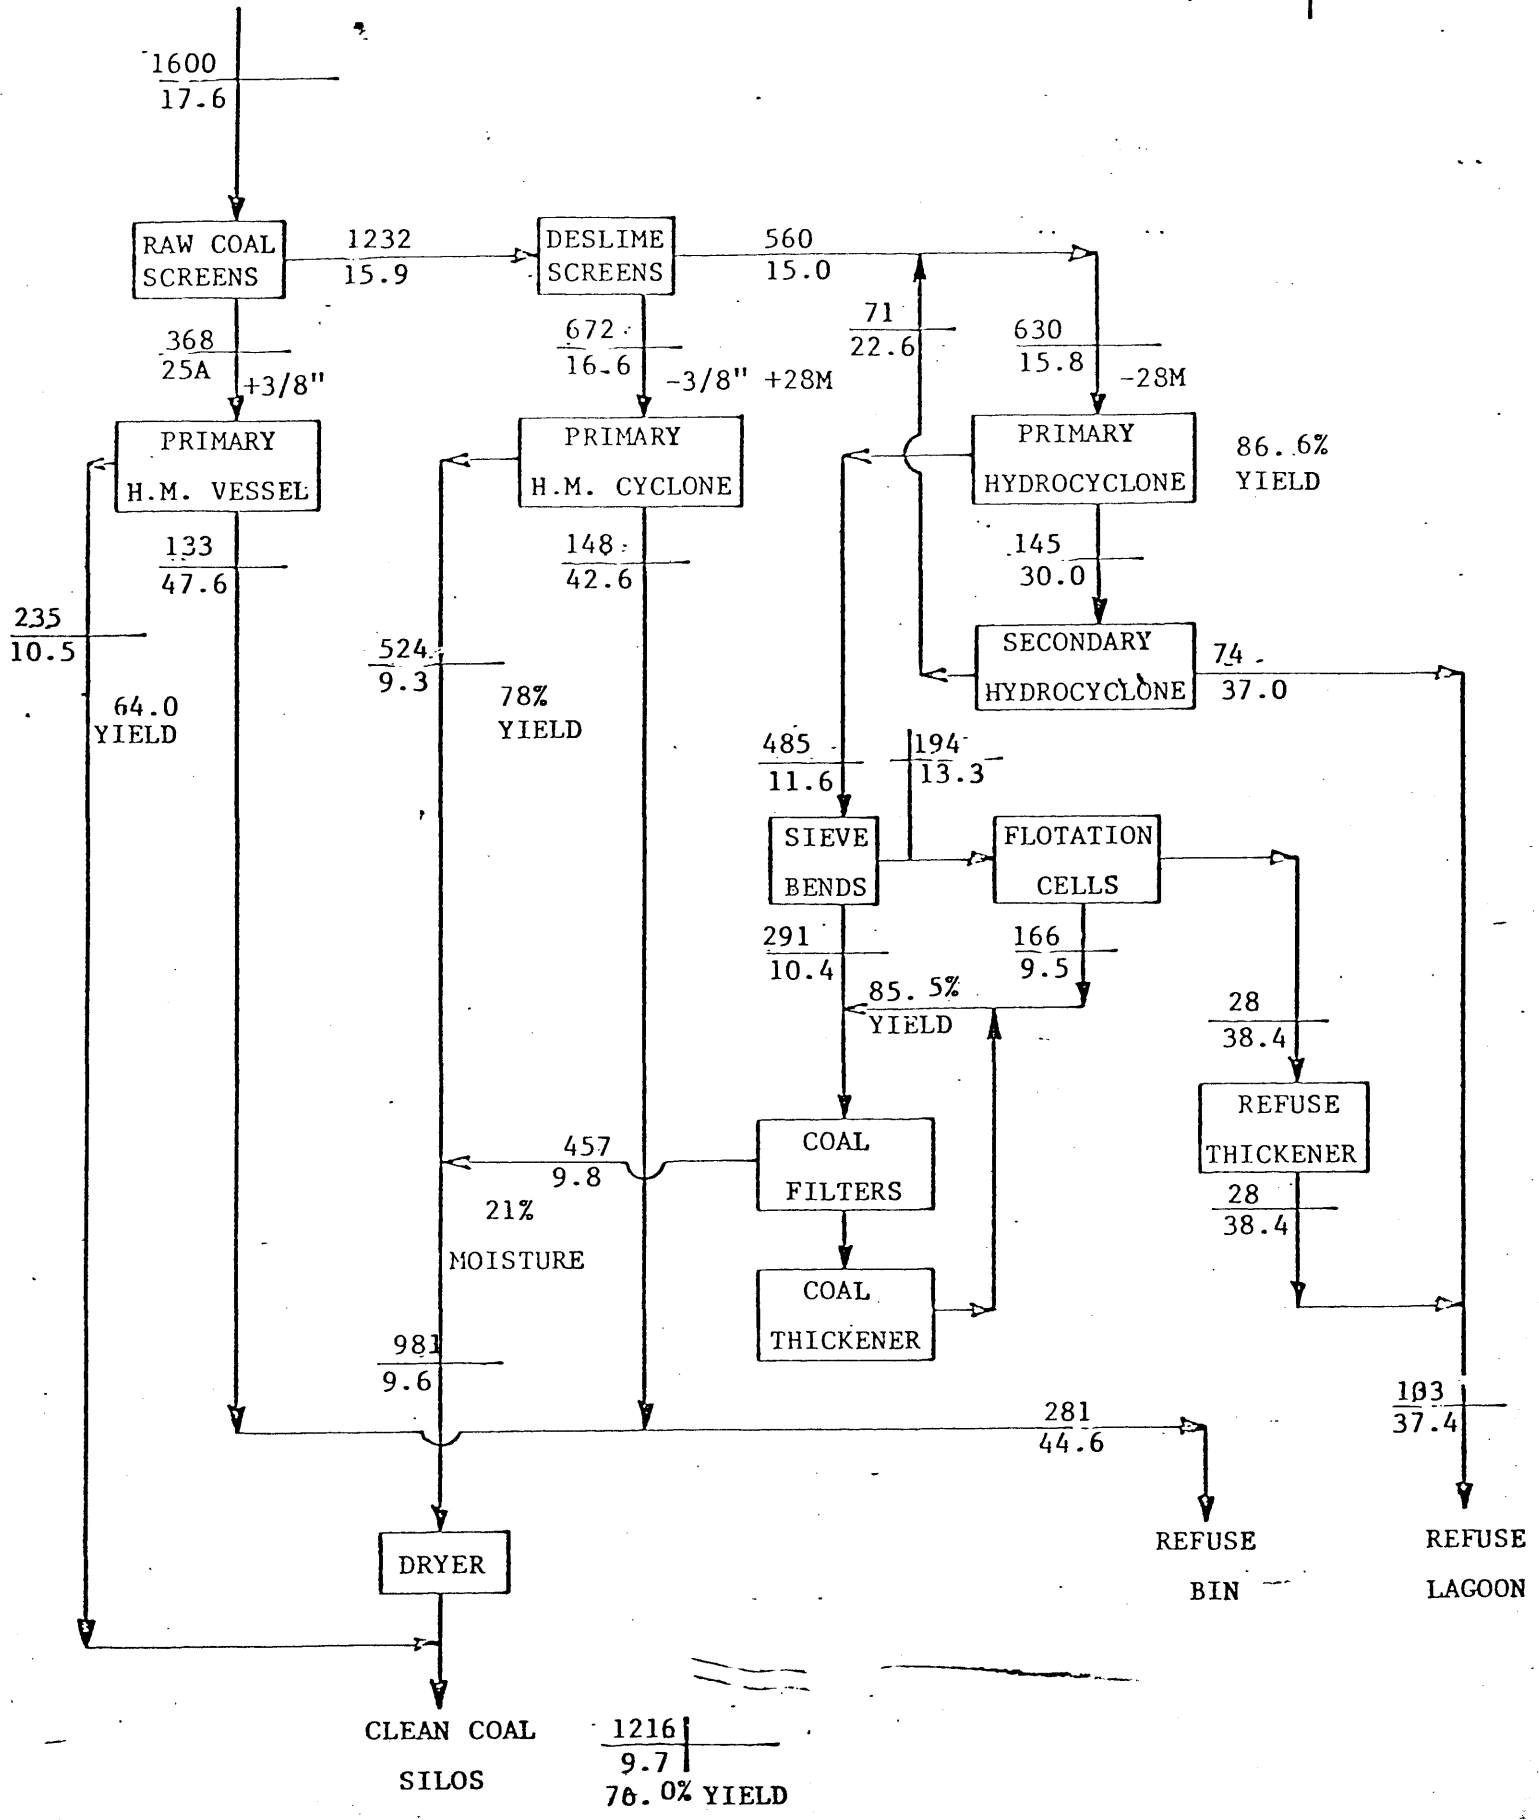 1600
17.6
RAW COAL
SCREENS
1232
15.9
DESLIME
SCREENS
560
15.0
368
25A
+3/8"
672
16.6
-3/8" +28M
71
22.6
630
15.8
-28M
PRIMARY
H.M. VESSEL
PRIMARY
H.M. CYCLONE
PRIMARY
HYDROCYCLONE
86.6%
YIELD
133
47.6
148
42.6
145
30.0
235
10.5
64.0
YIELD
524
9.3
78%
YIELD
SECONDARY
HYDROCYCLONE
74
37.0
485
11.6
194
13.3
SIEVE
BENDS
FLOTATION
CELLS
291
10.4
166
9.5
85.5%
YIELD
28
38.4
REFUSE
THICKENER
28
38.4
COAL
FILTERS
457
9.8
21%
MOISTURE
COAL
THICKENER
981
9.6
281
44.6
37.4
REFUSE
BIN
REFUSE
LAGOON
DRYER
CLEAN COAL
SILOS
1216
9.7
YIELD